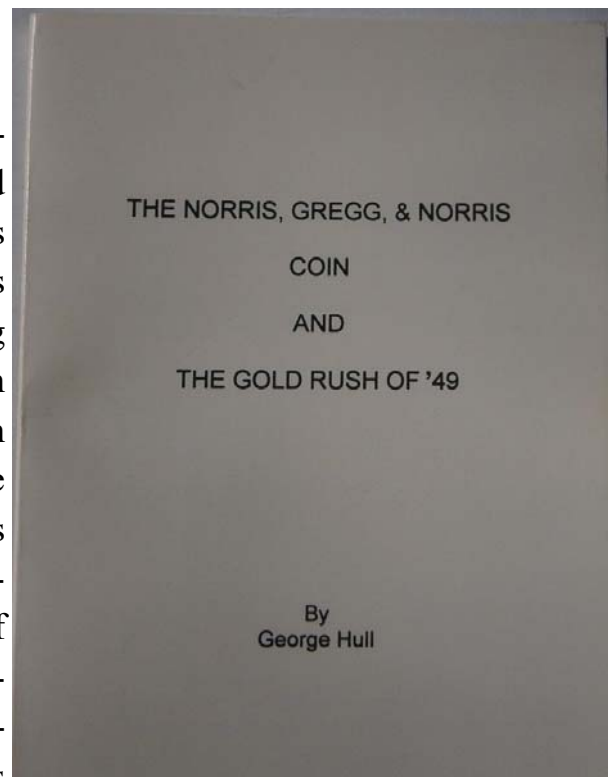 THE NORRIS, GREGG, & NORRIS
COIN
AND
THE GOLD RUSH OF '49
By
George Hull